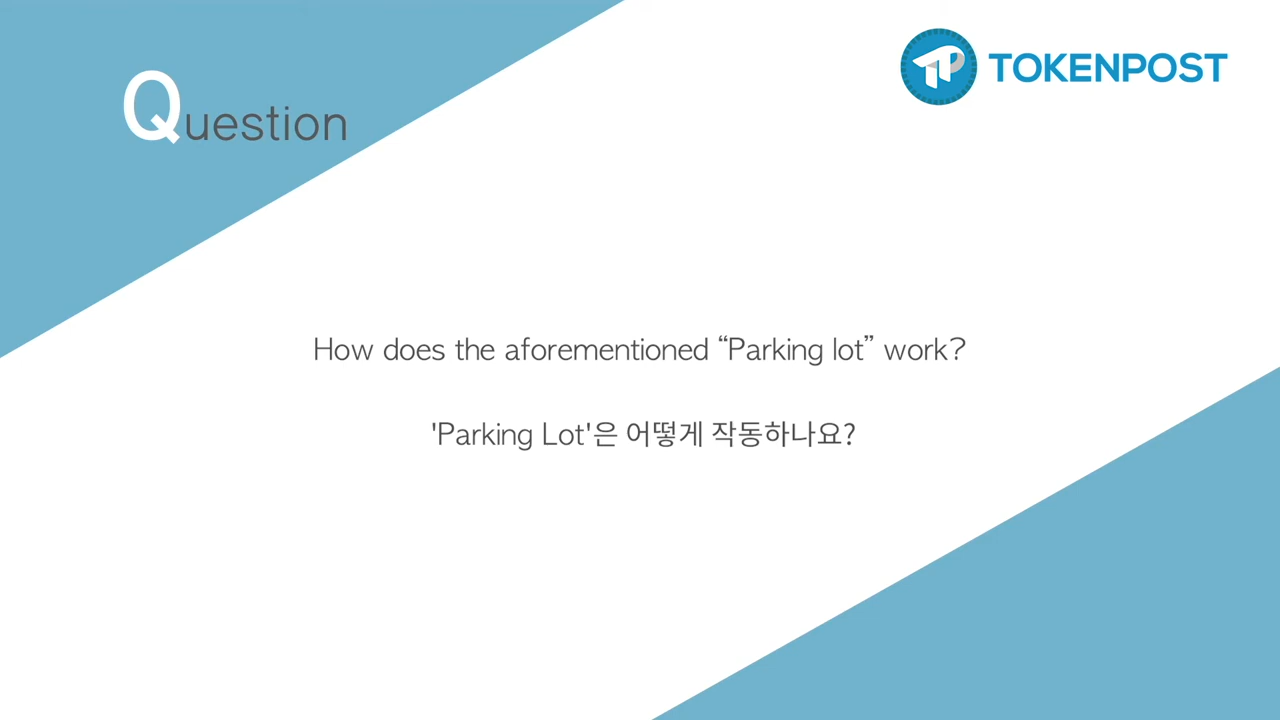 Question
TOKENPOST
How does the aforementioned “Parking lot” work?
'Parking Lot'은 어떻게 작동하나요?